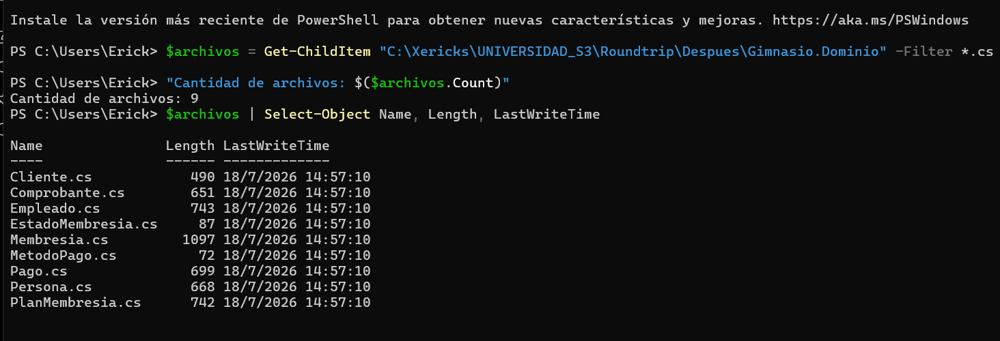 Instale la versión más reciente de PowerShell para obtener nuevas características y mejoras. https://aka.ms/PSWindows
PS C:\Users\Erick> $archivos = Get-ChildItem "C:\Xericks\UNIVERSIDAD_S3\Roundtrip\Despues\Gimnasio.Dominio" -Filter *.cs
PS C:\Users\Erick> "Cantidad de archivos: $($archivos.Count)"
Cantidad de archivos: 9
PS C:\Users\Erick> $archivos | Select-Object Name, Length, LastWriteTime
Name Length LastWriteTime
---- ------ -------------
Cliente.cs 490 18/7/2026 14:57:10
Comprobante.cs 651 18/7/2026 14:57:10
Empleado.cs 743 18/7/2026 14:57:10
EstadoMembresia.cs 87 18/7/2026 14:57:10
Membresia.cs 1097 18/7/2026 14:57:10
MetodoPago.cs 72 18/7/2026 14:57:10
Pago.cs 699 18/7/2026 14:57:10
Persona.cs 668 18/7/2026 14:57:10
PlanMembresia.cs 742 18/7/2026 14:57:10